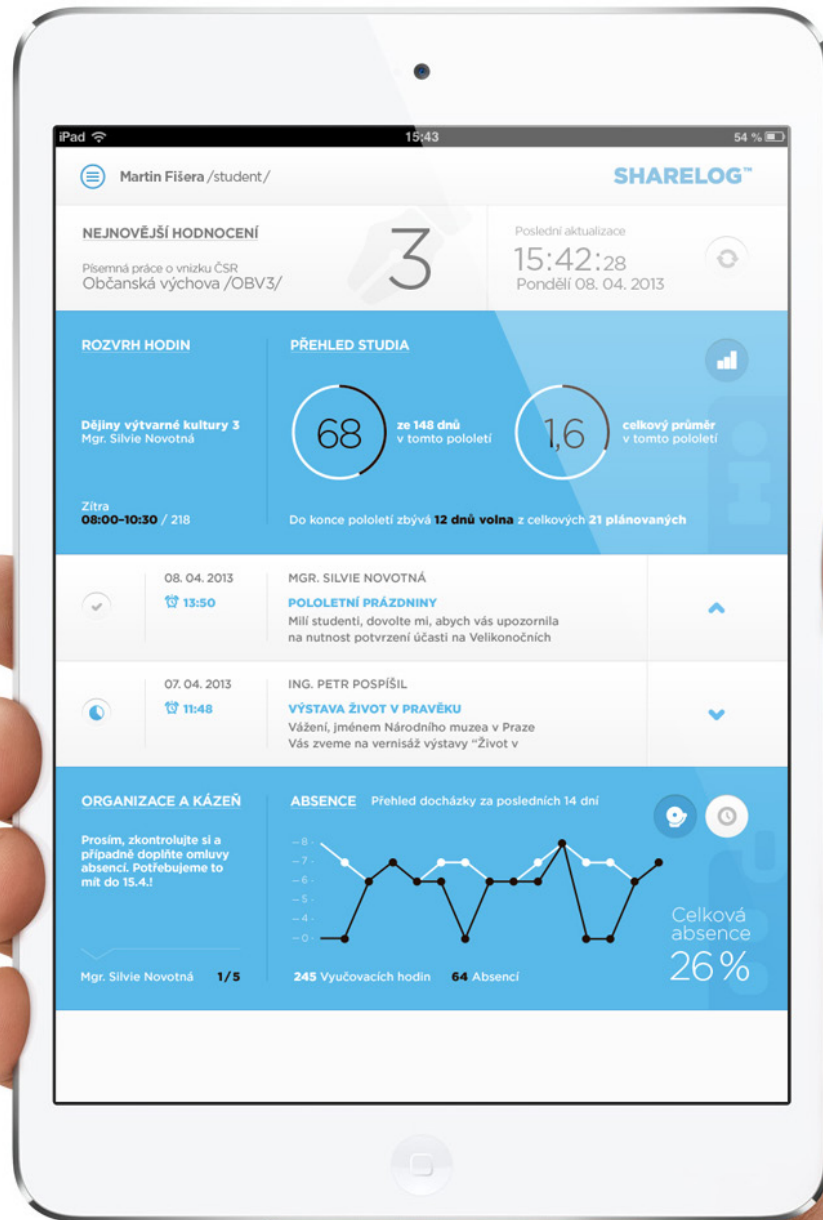 iPad 15:43 54 %
Martin Fišera /student/ SHARELOG™
NEJNOVĚJŠÍ HODNOCENÍ
Písemná práce o vnizku ČSR
Občanská výchova /OBV3/
3
Poslední aktualizace
15:42:28
Pondělí 08. 04. 2013
ROZVRH HODIN
Dějiny výtvarné kultury 3
Mgr. Silvie Novotná
Zítra
08:00–10:30 / 218
PŘEHLED STUDIA
68
ze 148 dnů
v tomto pololetí
1,6
celkový průměr
v tomto pololetí
Do konce pololetí zbývá 12 dnů volna z celkových 21 plánovaných
08. 04. 2013
13:50
MGR. SILVIE NOVOTNÁ
POLOLETNÍ PRÁZDNINY
Milí studenti, dovolte mi, abych vás upozornila
na nutnost potvrzení účasti na Velikonočních
07. 04. 2013
11:48
ING. PETR POSPÍŠIL
VÝSTAVA ŽIVOT V PRAVĚKU
Vážení, jménem Národního muzea v Praze
Vás zveme na vernisáž výstavy “Život v
ORGANIZACE A KÁZEŇ
Prosím, zkontrolujte si a
případně doplňte omluvy
absencí. Potřebujeme to
mít do 15.4.!
Mgr. Silvie Novotná 1/5
ABSENCE Přehled docházky za posledních 14 dní
8
7
6
5
4
0
245 Vyučovacích hodin 64 Absencí
Celková
absence
26%